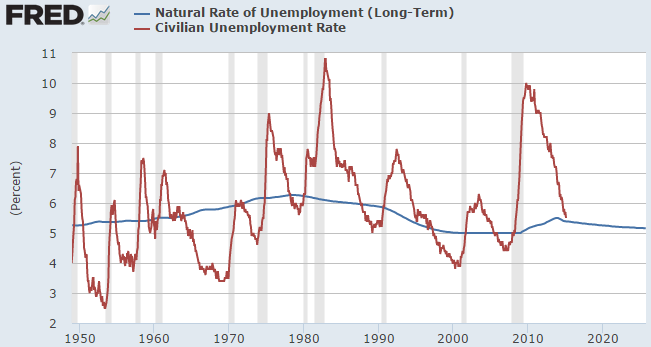 FRED
Natural Rate of Unemployment (Long-Term)
Civilian Unemployment Rate
(Percent)
11
10
9
8
7
6
5
4
3
2
1950 1960 1970 1980 1990 2000 2010 2020